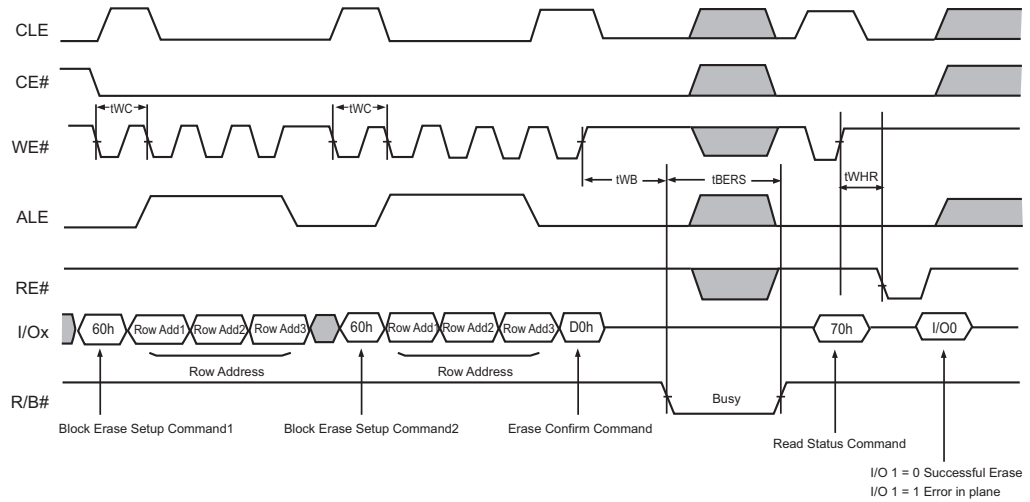 CLE
CE#
tWC
tWC
WE#
tWB
tBERS
tWHR
ALE
RE#
I/Ox
60h
Row Add1
Row Add2
Row Add3
60h
Row Add1
Row Add2
Row Add3
D0h
70h
I/O0
Row Address
Row Address
R/B#
Busy
Block Erase Setup Command1
Block Erase Setup Command2
Erase Confirm Command
Read Status Command
I/O 1 = 0 Successful Erase
I/O 1 = 1 Error in plane